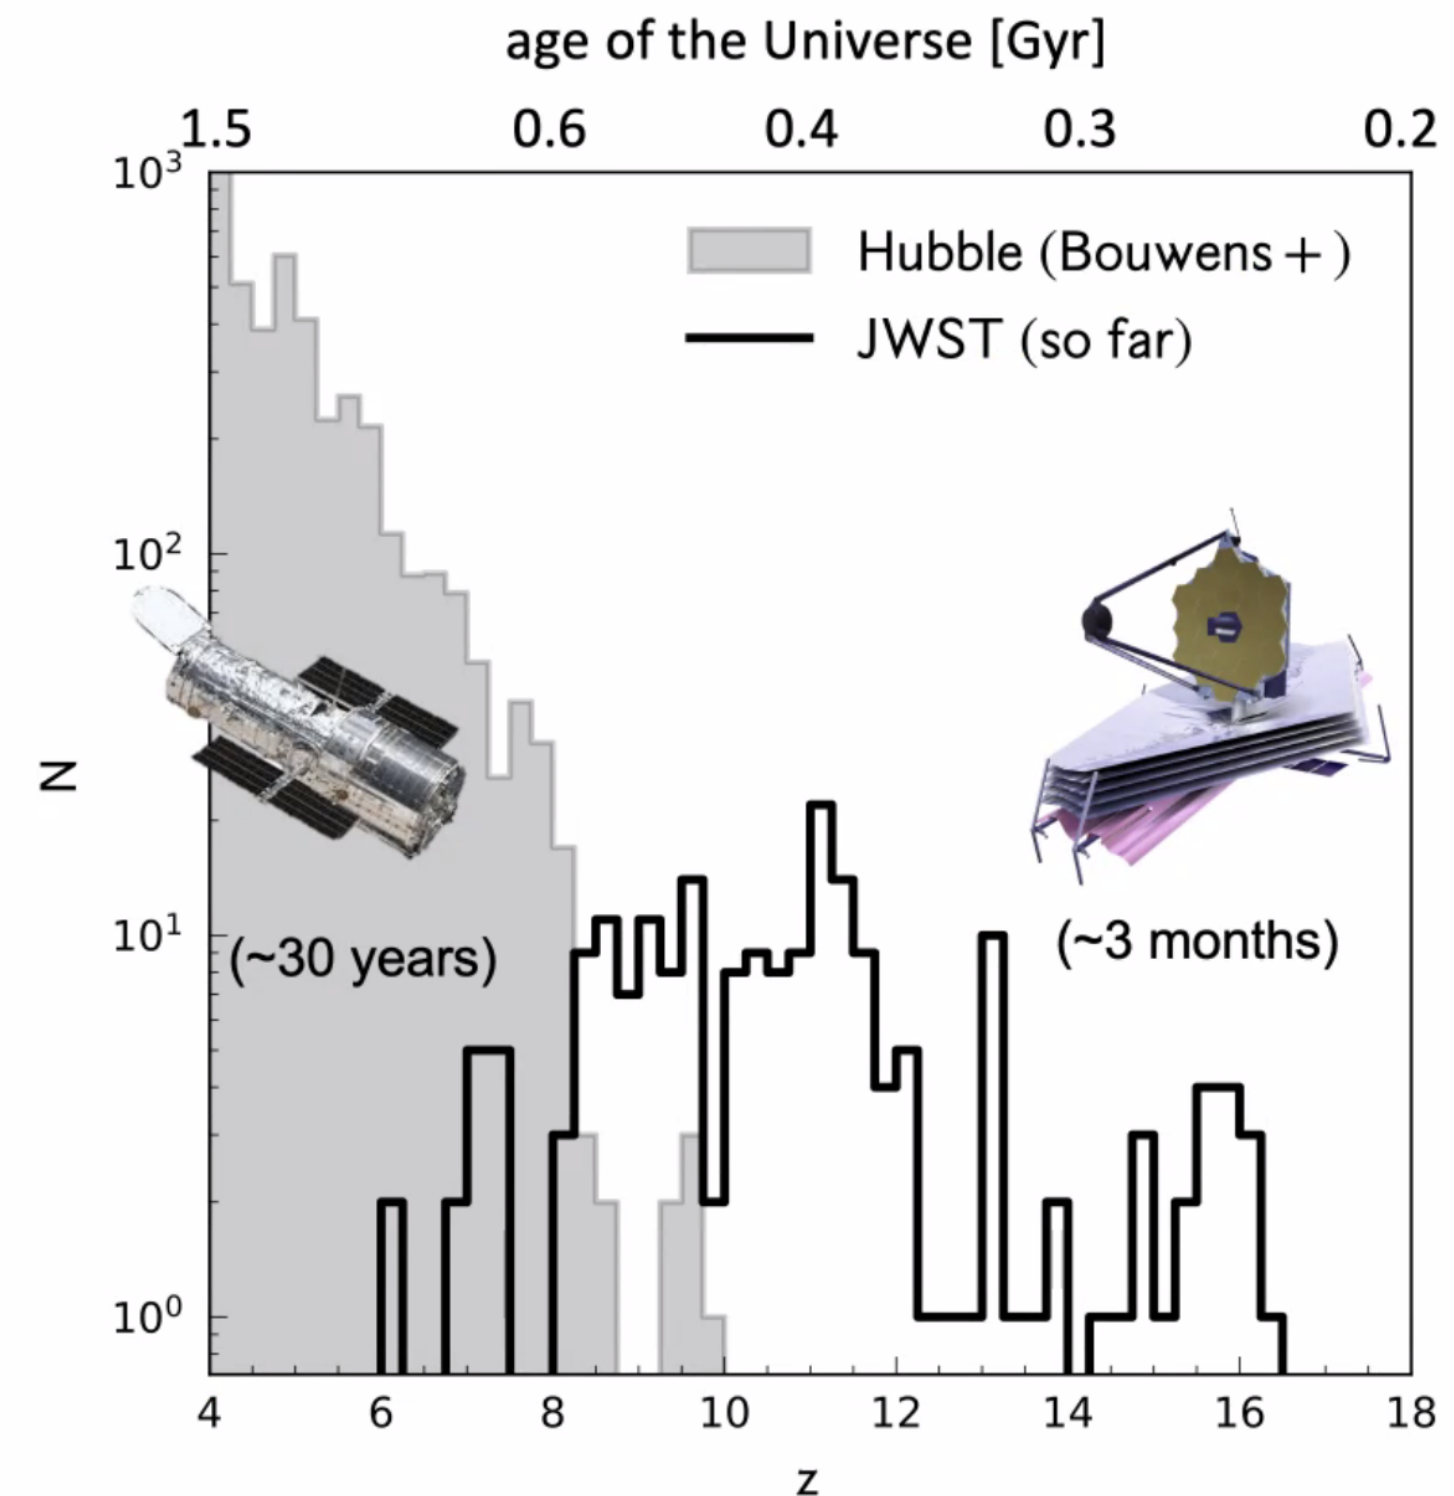 age of the Universe [Gyr]
1.5 0.6 0.4 0.3 0.2
10³
Hubble (Bouwens + )
JWST (so far)
10²
N
10¹
(~30 years)
(~3 months)
10⁰
4 6 8 10 12 14 16 18
z